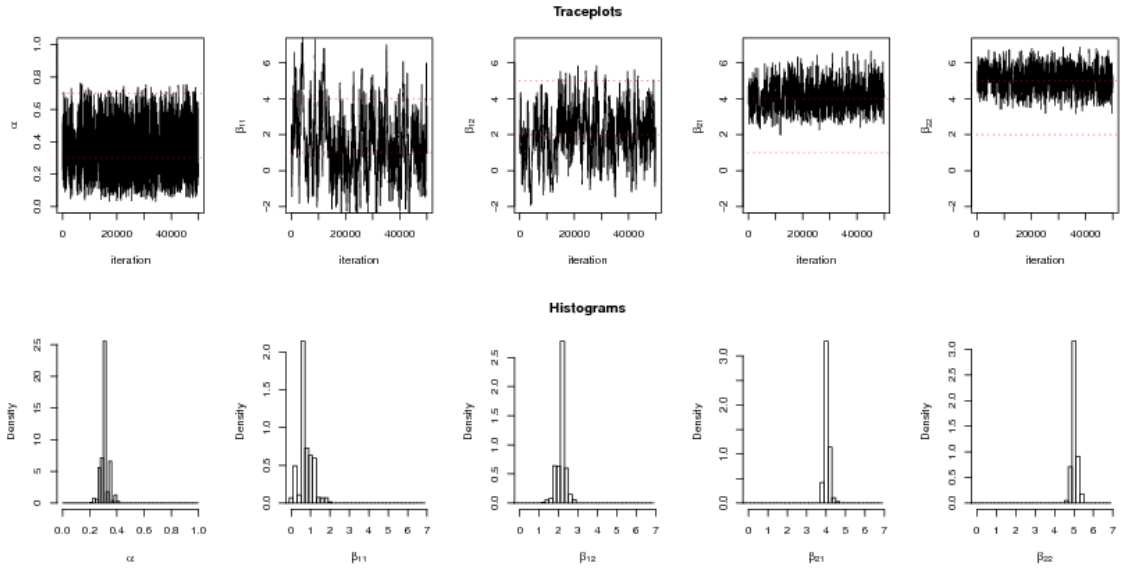 Traceplots
α
0.0 0.2 0.4 0.6 0.8 1.0
0 20000 40000
iteration
β11
-2 0 2 4 6
0 20000 40000
iteration
β12
-2 0 2 4 6
0 20000 40000
iteration
β21
-2 0 2 4 6
0 20000 40000
iteration
β22
-2 0 2 4 6
0 20000 40000
iteration
Histograms
Density
0 5 10 15 20 25
0.0 0.2 0.4 0.6 0.8 1.0
α
Density
0.0 0.5 1.0 1.5 2.0
0 1 2 3 4 5 6 7
β11
Density
0.0 0.5 1.0 1.5 2.0 2.5
0 1 2 3 4 5 6 7
β12
Density
0.0 1.0 2.0 3.0
0 1 2 3 4 5 6 7
β21
Density
0.0 0.5 1.0 1.5 2.0 2.5 3.0
0 1 2 3 4 5 6 7
β22